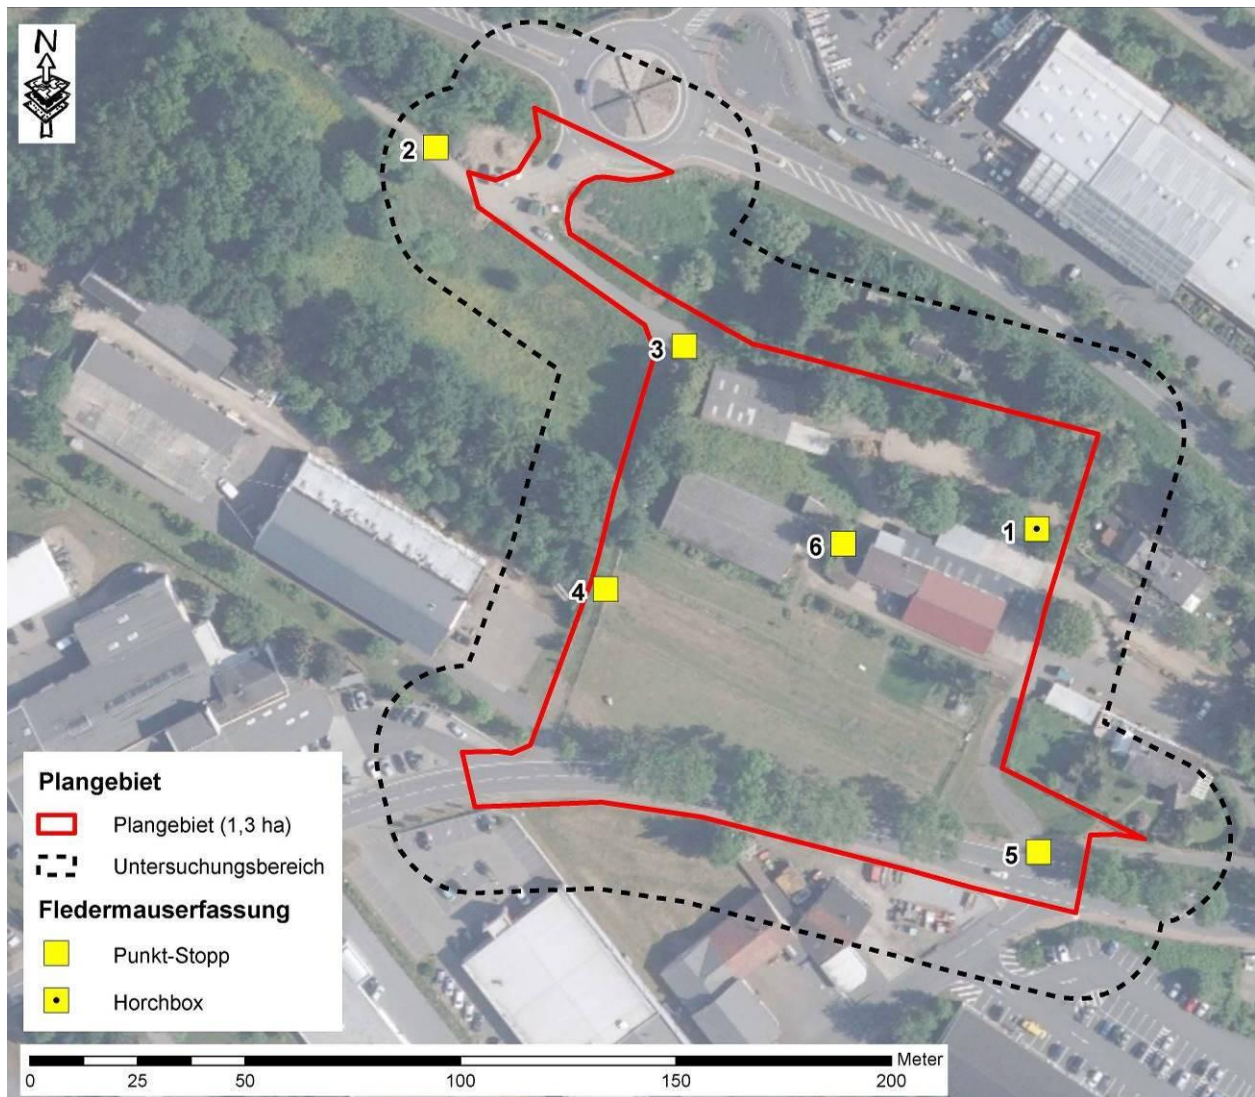 N
2
3
1
6
4
5
Plangebiet
Plangebiet (1,3 ha)
Untersuchungsbereich
Fledermauserfassung
Punkt-Stopp
Horchbox
Meter
0 25 50 100 150 200